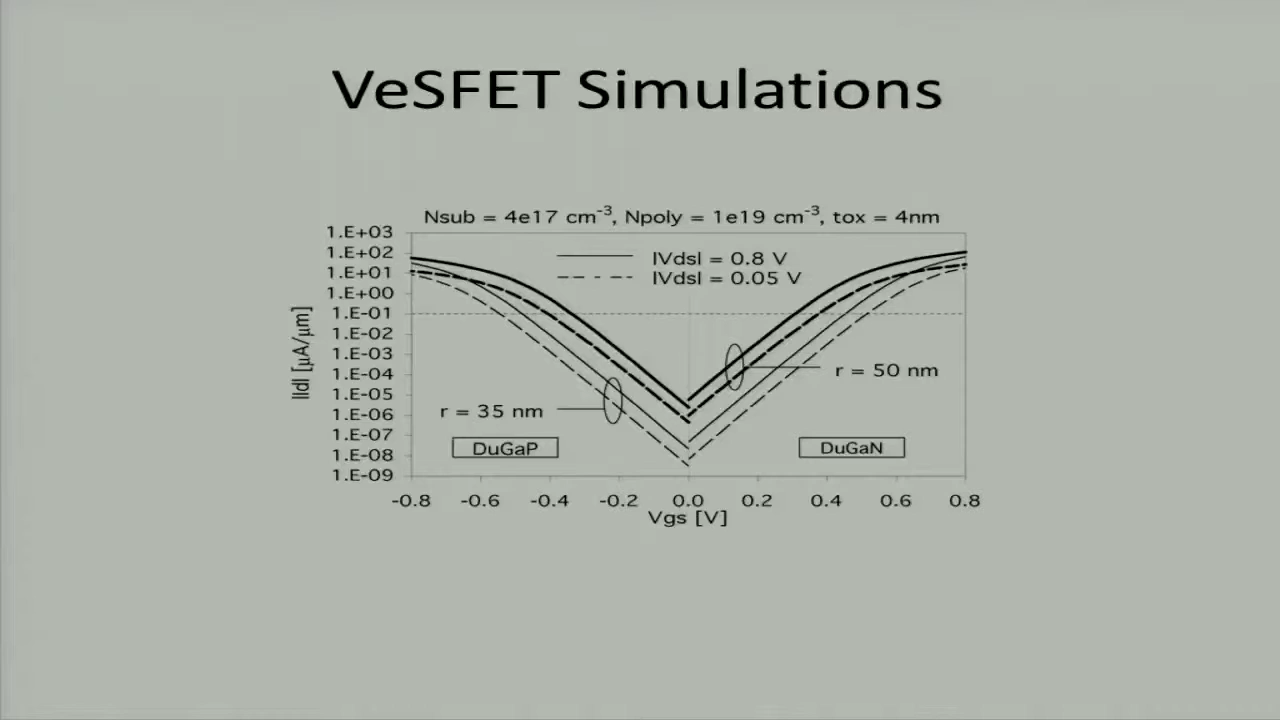 VeSFET Simulations
Nsub = 4e17 cm-3, Npoly = 1e19 cm-3, tox = 4nm
1.E+03
1.E+02
1.E+01
1.E+00
1.E-01
1.E-02
1.E-03
1.E-04
1.E-05
1.E-06
1.E-07
1.E-08
1.E-09
|Id| [μA/μm]
|Vds| = 0.8 V
|Vds| = 0.05 V
r = 50 nm
r = 35 nm
DuGaP
DuGaN
-0.8 -0.6 -0.4 -0.2 0.0 0.2 0.4 0.6 0.8
Vgs [V]